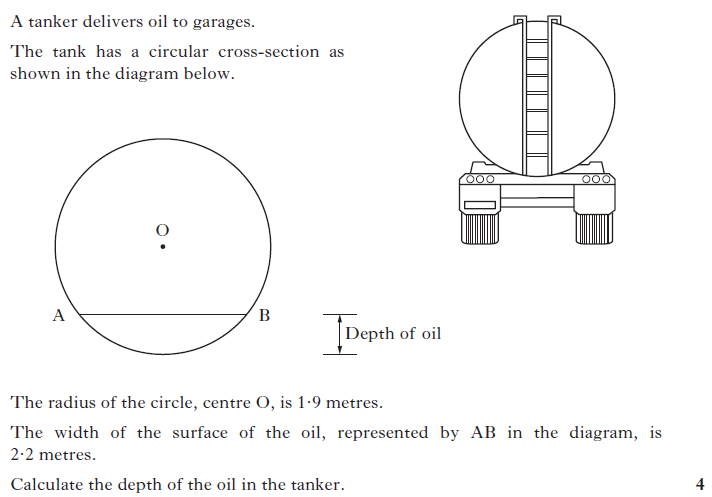 A tanker delivers oil to garages.
The tank has a circular cross-section as
shown in the diagram below.
O
A
B
Depth of oil
The radius of the circle, centre O, is 1·9 metres.
The width of the surface of the oil, represented by AB in the diagram, is
2·2 metres.
Calculate the depth of the oil in the tanker.
4